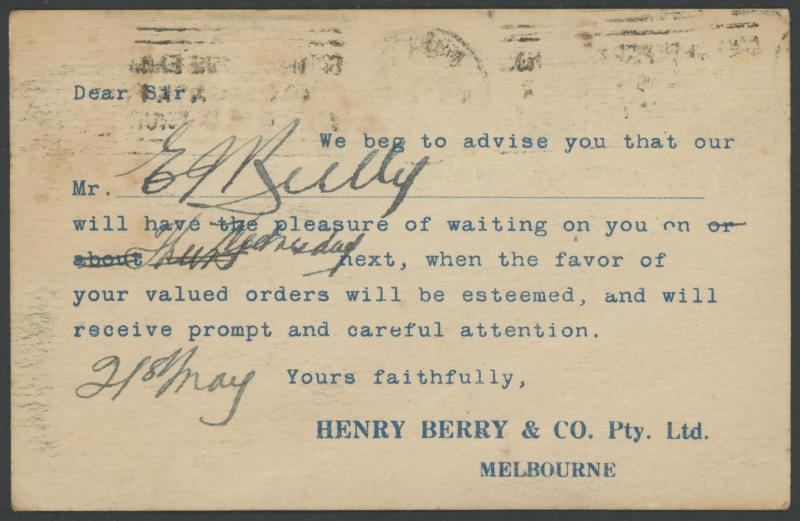 Dear Sir,
We beg to advise you that our
Mr. E J
will have the pleasure of waiting on you on or
about Thurs Wednesday next, when the favor of
your valued orders will be esteemed, and will
receive prompt and careful attention.
21st May Yours faithfully,
HENRY BERRY & CO. Pty. Ltd.
MELBOURNE